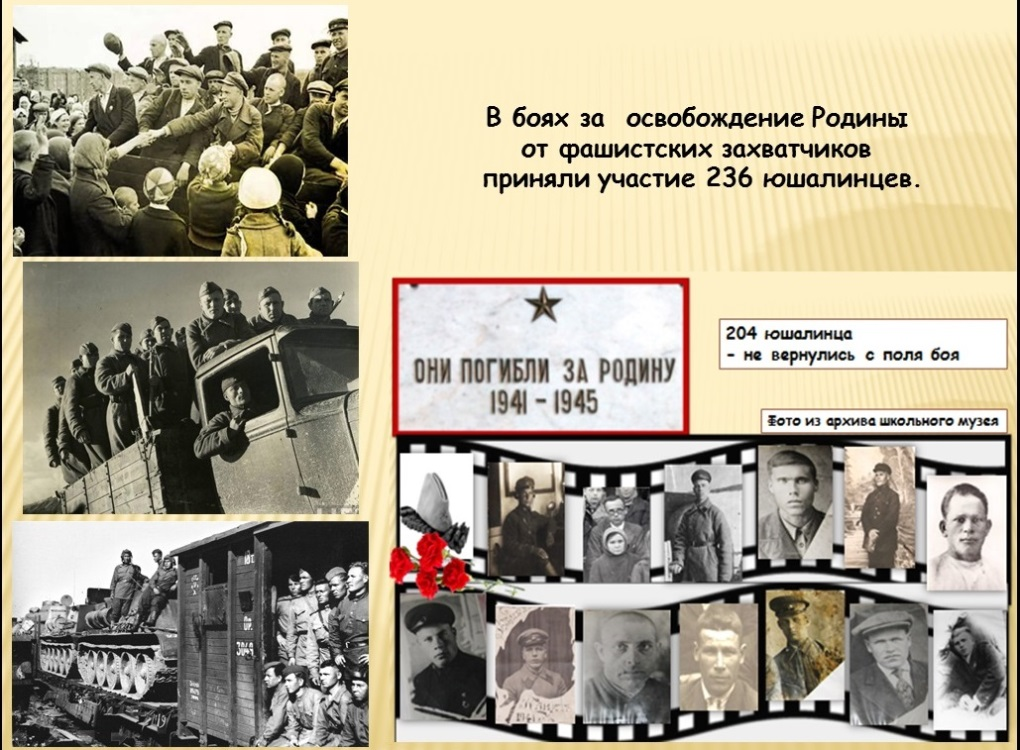 В боях за освобождение Родины
от фашистских захватчиков
приняли участие 236 юшалинцев.
ОНИ ПОГИБЛИ ЗА РОДИНУ
1941 - 1945
204 юшалинца
- не вернулись с поля боя
Фото из архива школьного музея